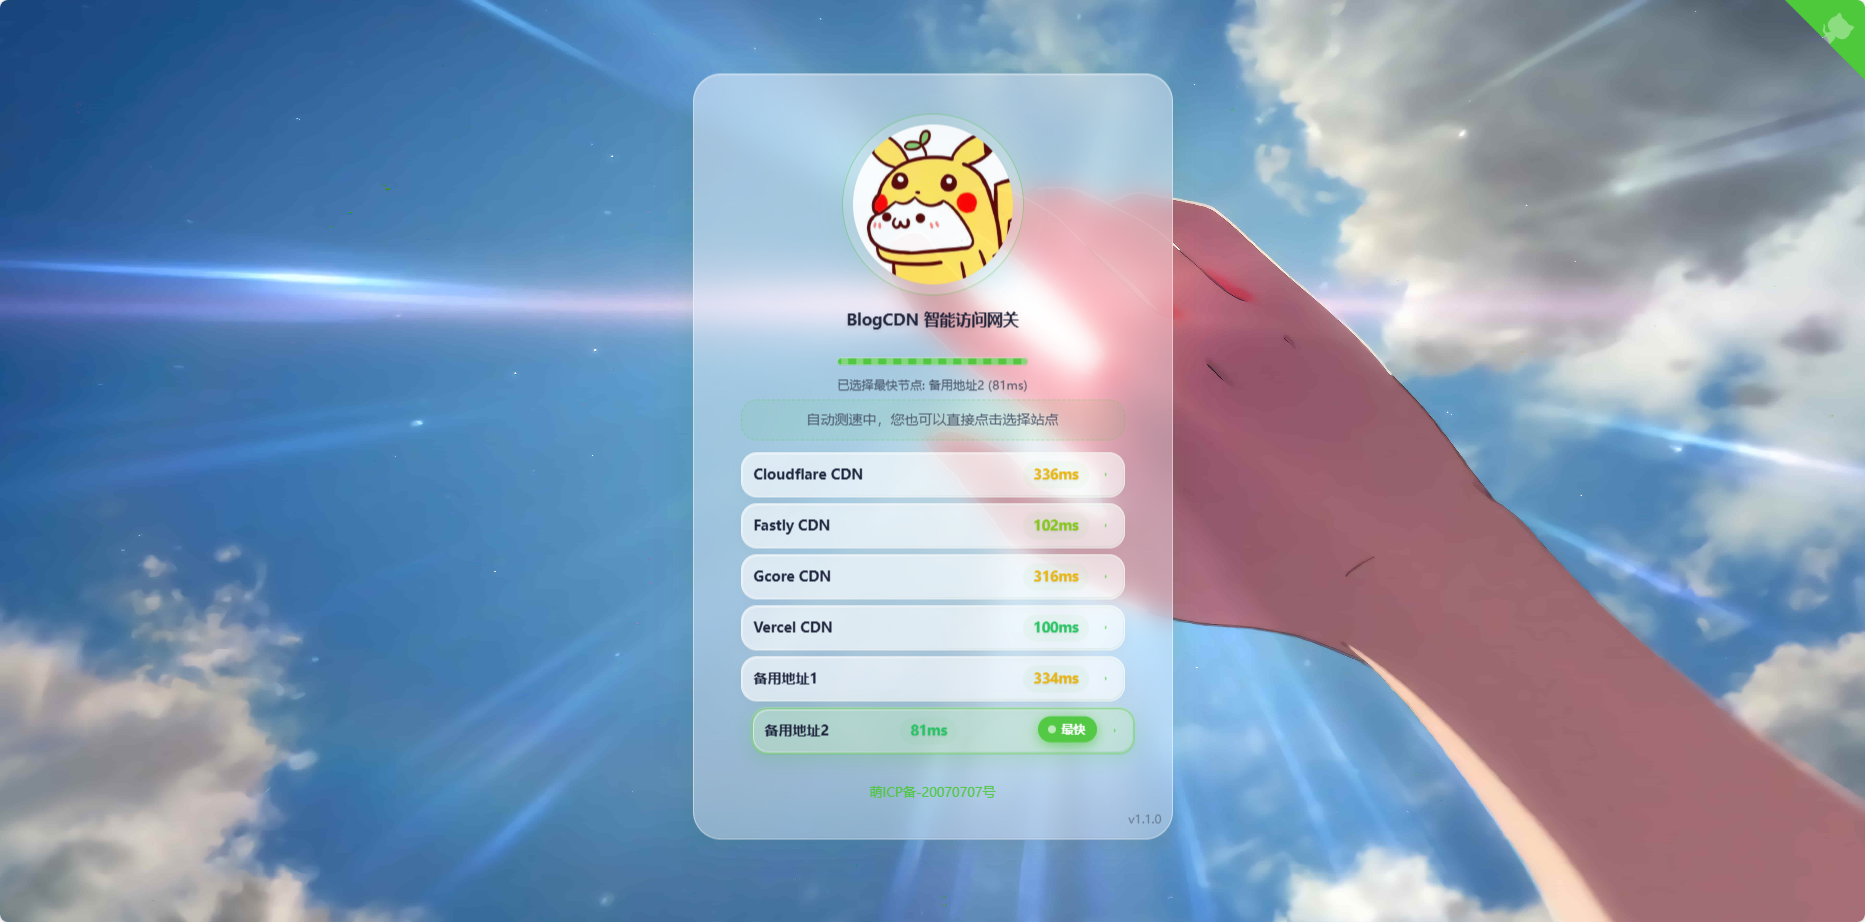 BlogCDN 智能访问网关
已选择最快节点: 备用地址2 (81ms)
自动测速中，您也可以直接点击选择站点
Cloudflare CDN 336ms
Fastly CDN 102ms
Gcore CDN 316ms
Vercel CDN 100ms
备用地址1 334ms
备用地址2 81ms 最快
萌ICP备-20070707号
v1.1.0